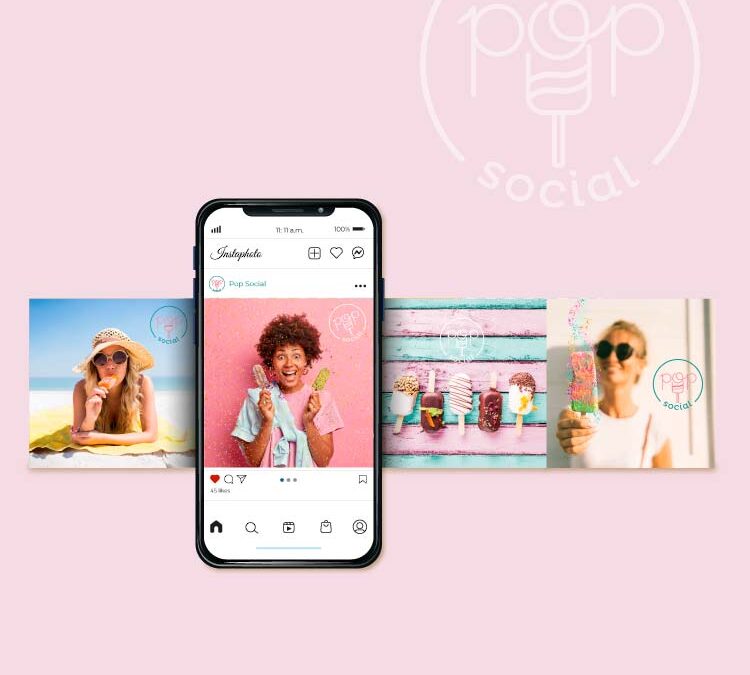 pop
social
11: 11 a.m.
100%
Instaphoto
Pop Social
pop
social
pop
social
pop
social
pop
social
45 likes